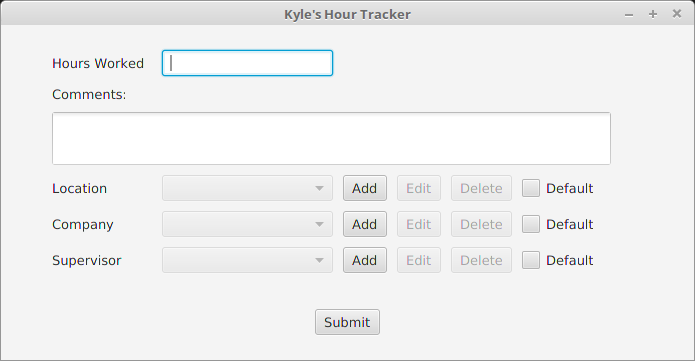 Kyle's Hour Tracker
Hours Worked
Comments:
Location Add Edit Delete Default
Company Add Edit Delete Default
Supervisor Add Edit Delete Default
Submit